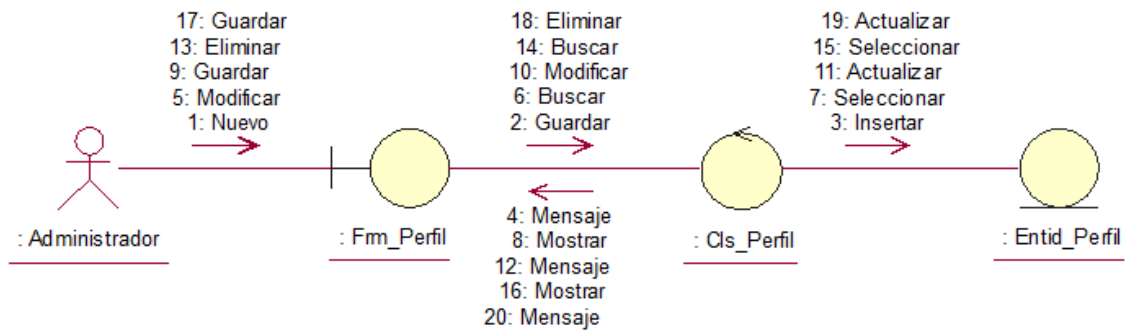 17: Guardar
13: Eliminar
9: Guardar
5: Modificar
1: Nuevo
18: Eliminar
14: Buscar
10: Modificar
6: Buscar
2: Guardar
19: Actualizar
15: Seleccionar
11: Actualizar
7: Seleccionar
3: Insertar
: Administrador
: Frm_Perfil
: Cls_Perfil
: Entid_Perfil
4: Mensaje
8: Mostrar
12: Mensaje
16: Mostrar
20: Mensaje